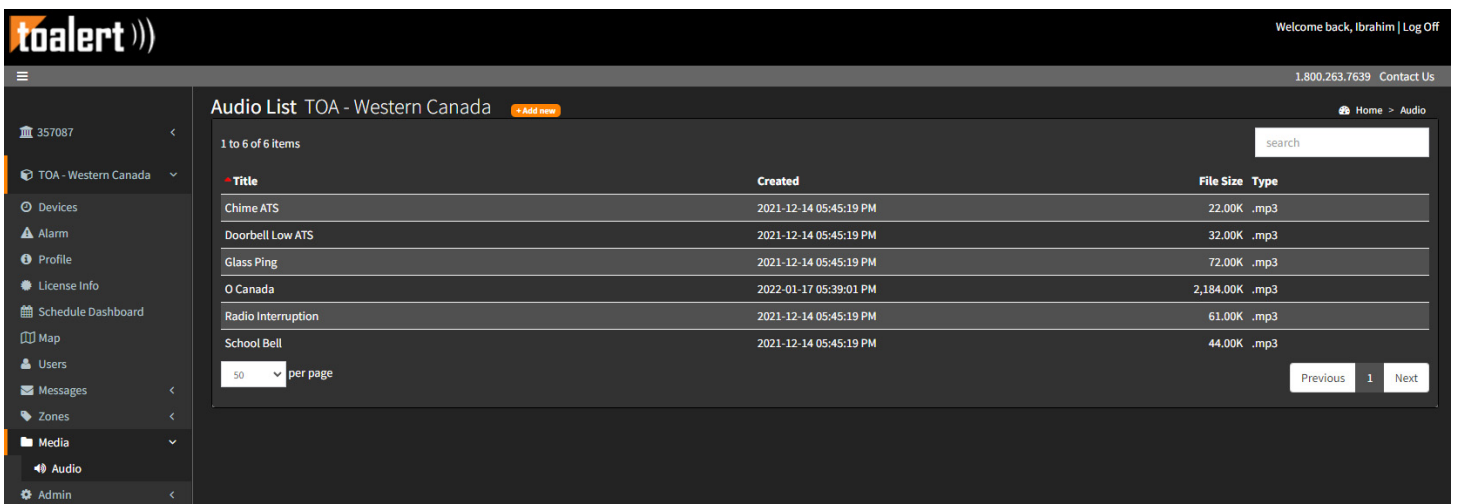 toalert
Welcome back, Ibrahim | Log Off
1.800.263.7639 Contact Us
357087
TOA - Western Canada
Devices
Alarm
Profile
License Info
Schedule Dashboard
Map
Users
Messages
Zones
Media
Audio
Admin
Audio List TOA - Western Canada + Add new
Home > Audio
1 to 6 of 6 items
search
Title Created File Size Type
Chime ATS 2021-12-14 05:45:19 PM 22.00K .mp3
Doorbell Low ATS 2021-12-14 05:45:19 PM 32.00K .mp3
Glass Ping 2021-12-14 05:45:19 PM 72.00K .mp3
O Canada 2022-01-17 05:39:01 PM 2,184.00K .mp3
Radio Interruption 2021-12-14 05:45:19 PM 61.00K .mp3
School Bell 2021-12-14 05:45:19 PM 44.00K .mp3
50 per page
Previous 1 Next